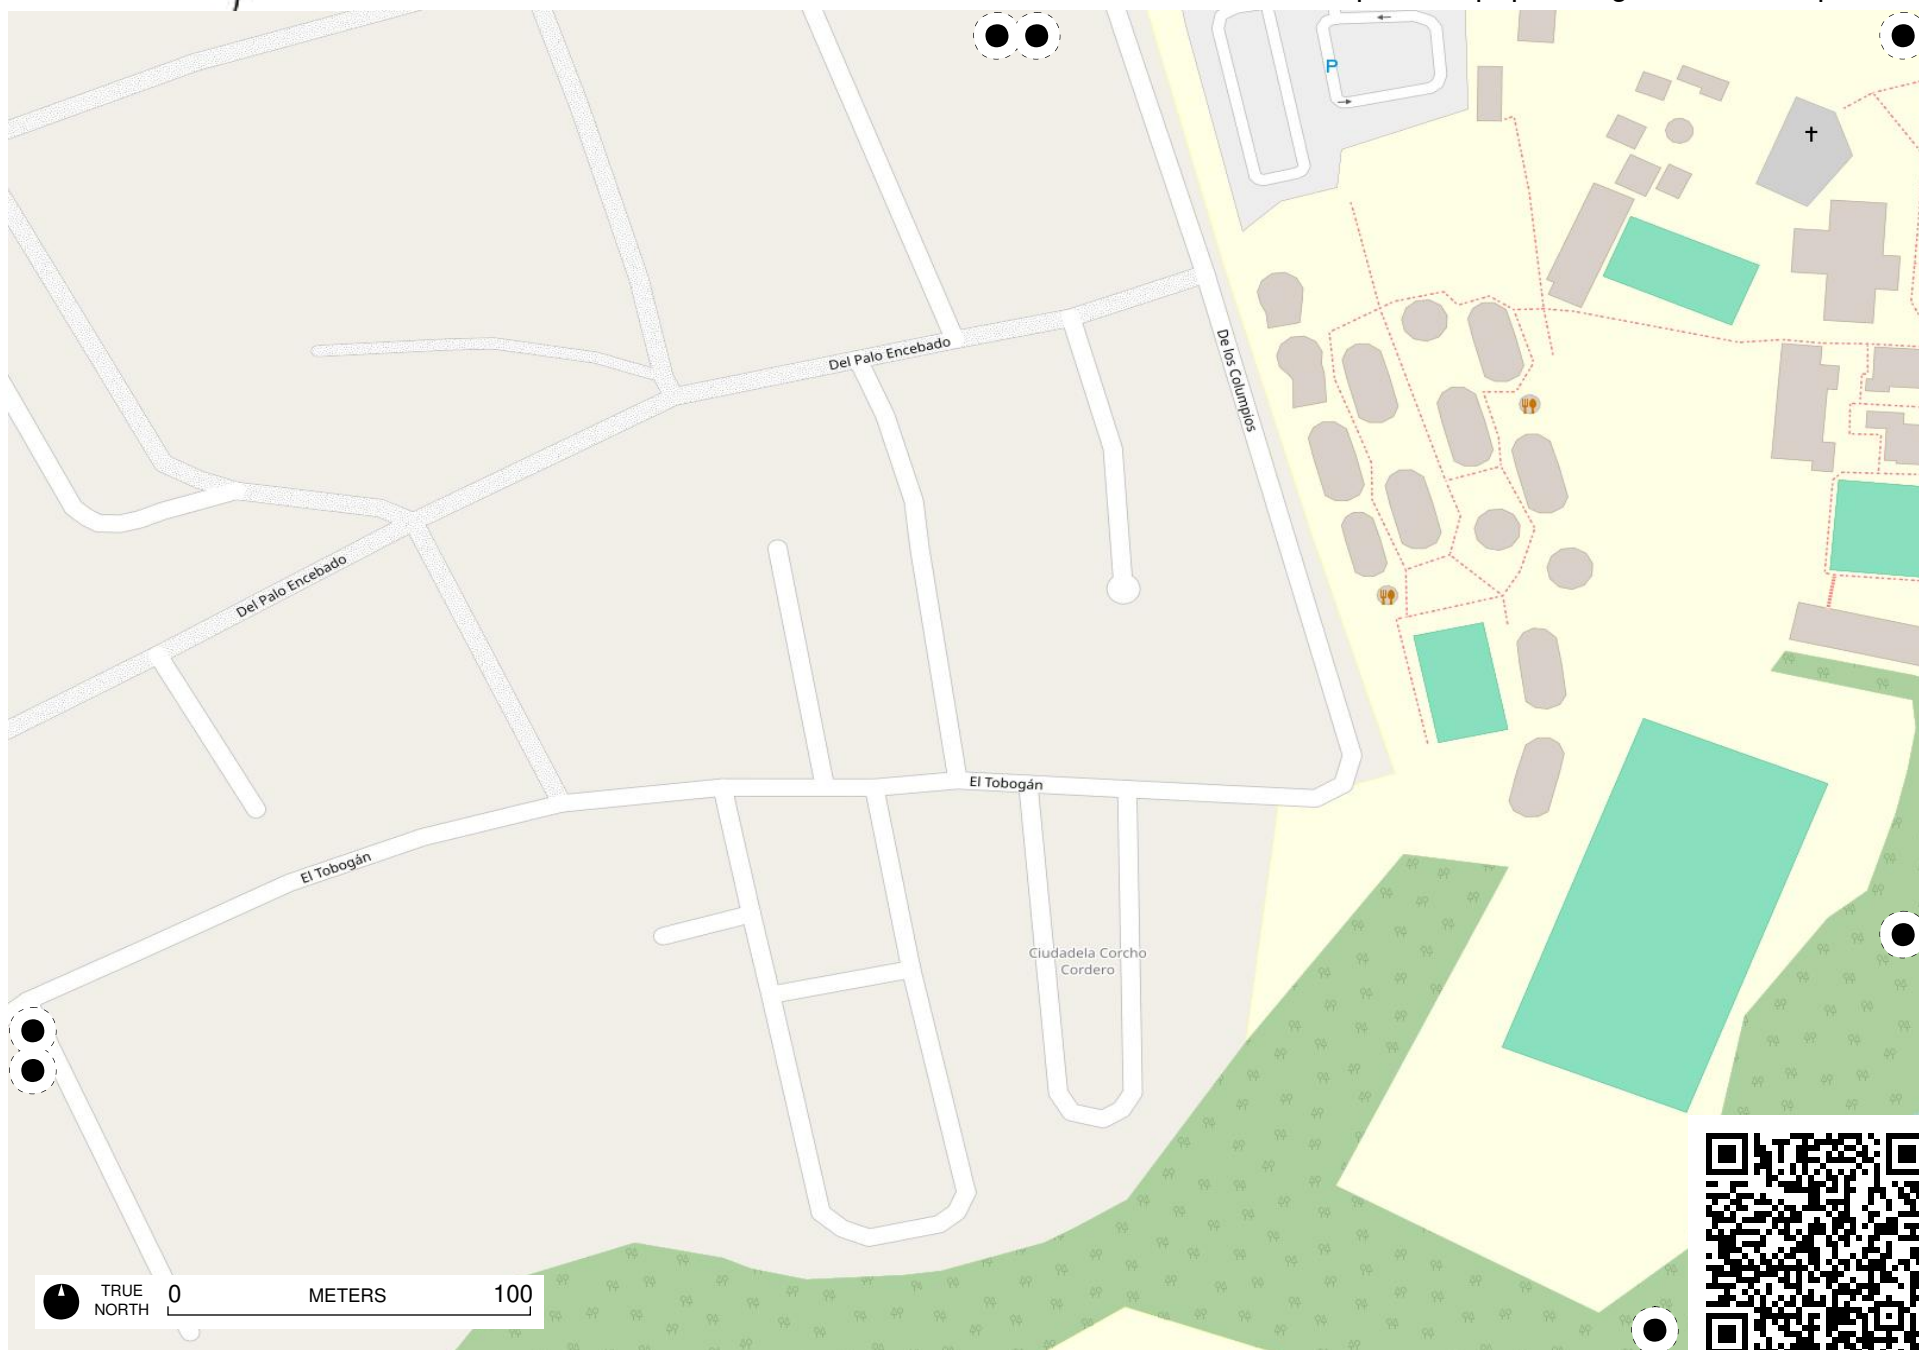 P
De los Columpios
Del Palo Encebado
Del Palo Encebado
El Tobogán
El Tobogán
Ciudadela Corcho
Cordero
TRUE
NORTH
0 METERS 100